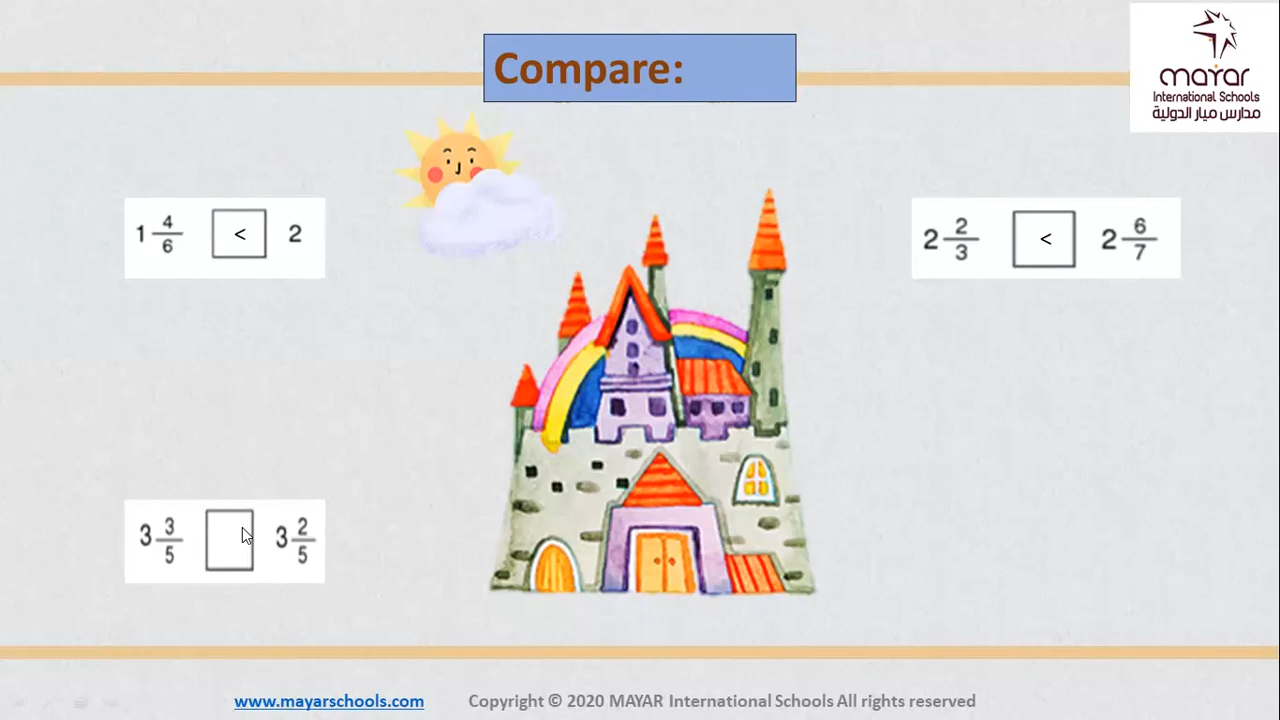 Compare:
mayar
International Schools
مدارس ميار الدولية
1 4/6 < 2
2 2/3 < 2 6/7
3 3/5 3 2/5
www.mayarschools.com Copyright © 2020 MAYAR International Schools All rights reserved